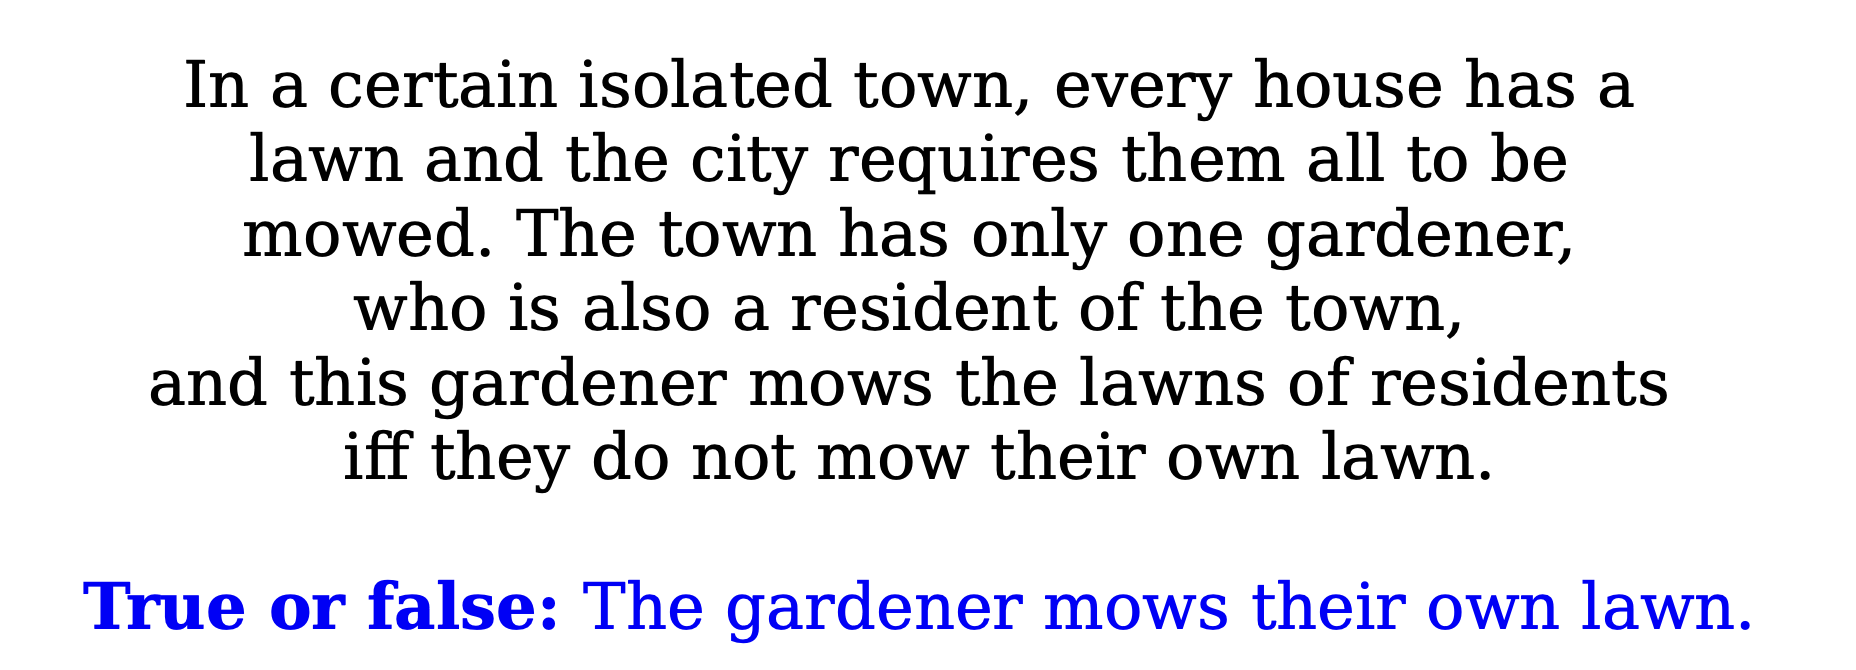 In a certain isolated town, every house has a
lawn and the city requires them all to be
mowed. The town has only one gardener,
who is also a resident of the town,
and this gardener mows the lawns of residents
iff they do not mow their own lawn.
True or false: The gardener mows their own lawn.